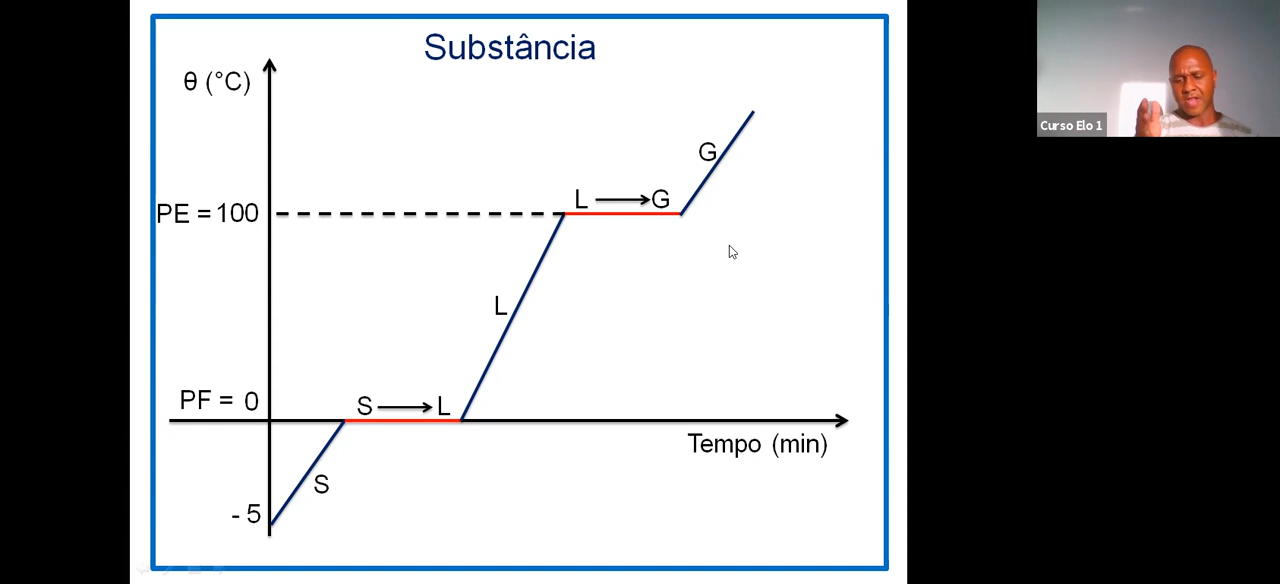 Substância
θ (°C)
G
L → G
PE = 100
L
PF = 0
S → L
Tempo (min)
S
- 5
Curso Elo 1